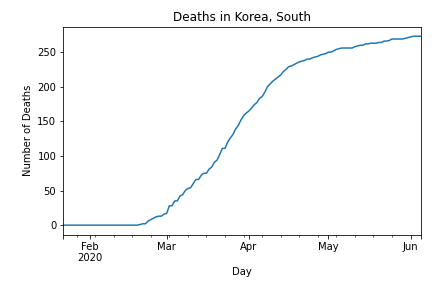 Deaths in Korea, South
250
200
150
100
50
0
Number of Deaths
Feb
2020
Mar
Apr
May
Jun
Day